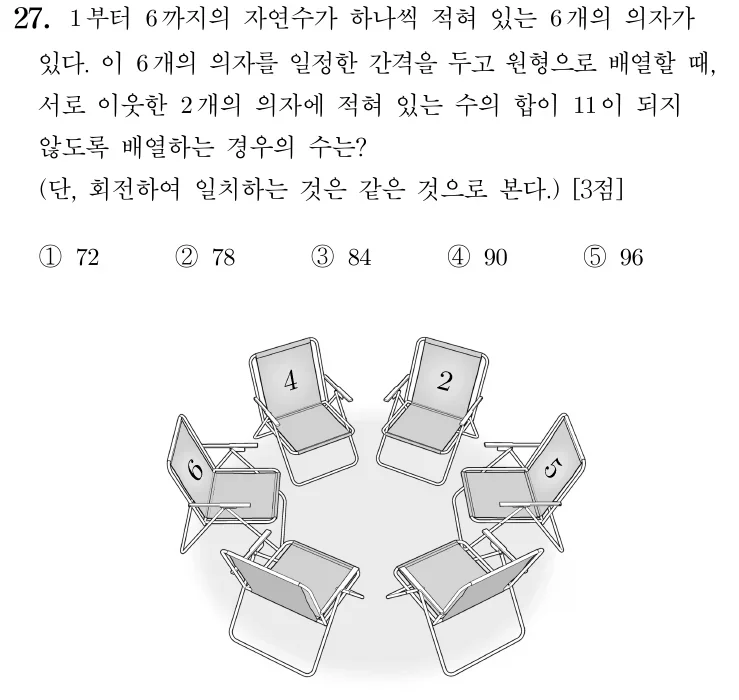 27. 1부터 6까지의 자연수가 하나씩 적혀 있는 6개의 의자가
있다. 이 6개의 의자를 일정한 간격을 두고 원형으로 배열할 때,
서로 이웃한 2개의 의자에 적혀 있는 수의 합이 11이 되지
않도록 배열하는 경우의 수는?
(단, 회전하여 일치하는 것은 같은 것으로 본다.) [3점]
① 72 ② 78 ③ 84 ④ 90 ⑤ 96
4 2
6 5